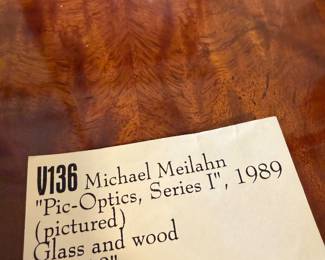 V136 Michael Meilahn
"Pic-Optics, Series I", 1989
(pictured)
Glass and wood